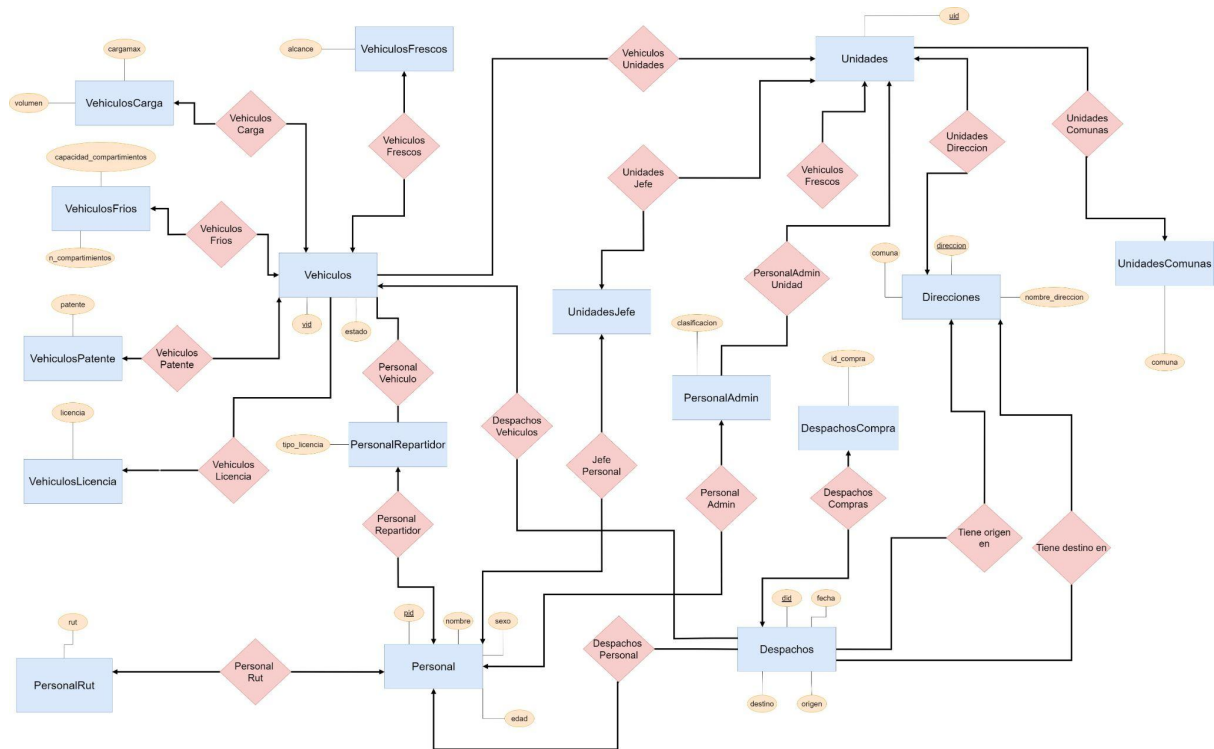 uid
cargamax
alcance
VehiculosFrescos
Vehiculos
Unidades
Unidades
volumen
VehiculosCarga
Vehiculos
Carga
Vehiculos
Frescos
Unidades
Comunas
Unidades
Direccion
capacidad_compartimientos
Unidades
Jefe
Vehiculos
Frescos
VehiculosFrios
Vehiculos
Frios
n_compartimientos
Vehiculos
comuna
direccion
UnidadesComunas
PersonalAdmin
Unidad
Direcciones
nombre_direccion
patente
vid
estado
UnidadesJefe
clasificacion
VehiculosPatente
Vehiculos
Patente
Personal
Vehiculo
id_compra
comuna
PersonalAdmin
licencia
Despachos
Vehiculos
DespachosCompra
tipo_licencia
PersonalRepartidor
VehiculosLicencia
Vehiculos
Licencia
Jefe
Personal
Personal
Admin
Despachos
Compras
Personal
Repartidor
Tiene origen
en
Tiene destino en
rut
pid
nombre
sexo
did
fecha
PersonalRut
Personal
Rut
Personal
Despachos
Personal
Despachos
edad
destino
origen